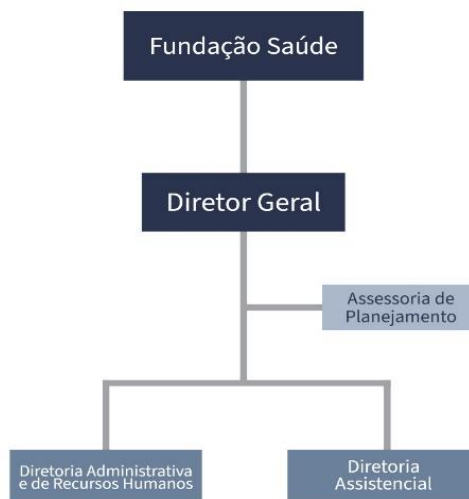 Fundação Saúde
Diretor Geral
Assessoria de
Planejamento
Diretoria Administrativa
e de Recursos Humanos
Diretoria
Assistencial